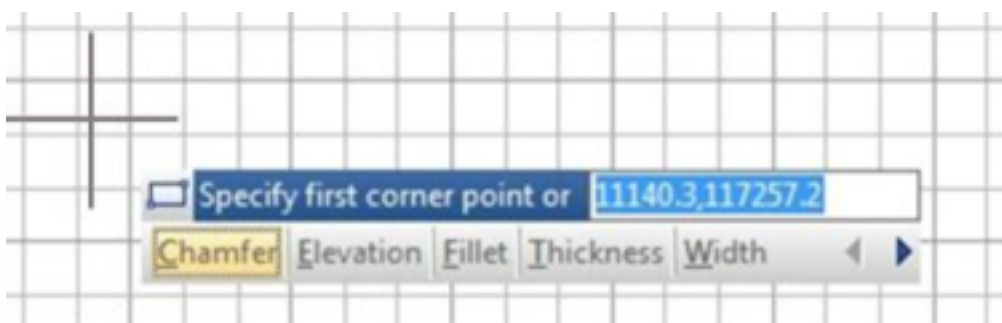 Specify first corner point or 11140.3,117257.2
Chamfer Elevation Fillet Thickness Width